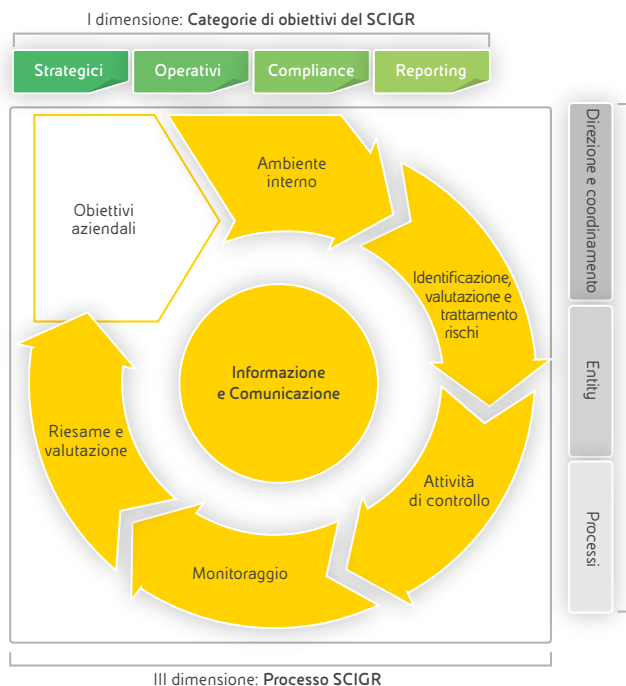 I dimensione: Categorie di obiettivi del SCIGR
Strategici
Operativi
Compliance
Reporting
Obiettivi
aziendali
Ambiente
interno
Identificazione,
valutazione e
trattamento
rischi
Informazione
e Comunicazione
Riesame e
valutazione
Attività
di controllo
Monitoraggio
Direzione e coordinamento
Entity
Processi
III dimensione: Processo SCIGR